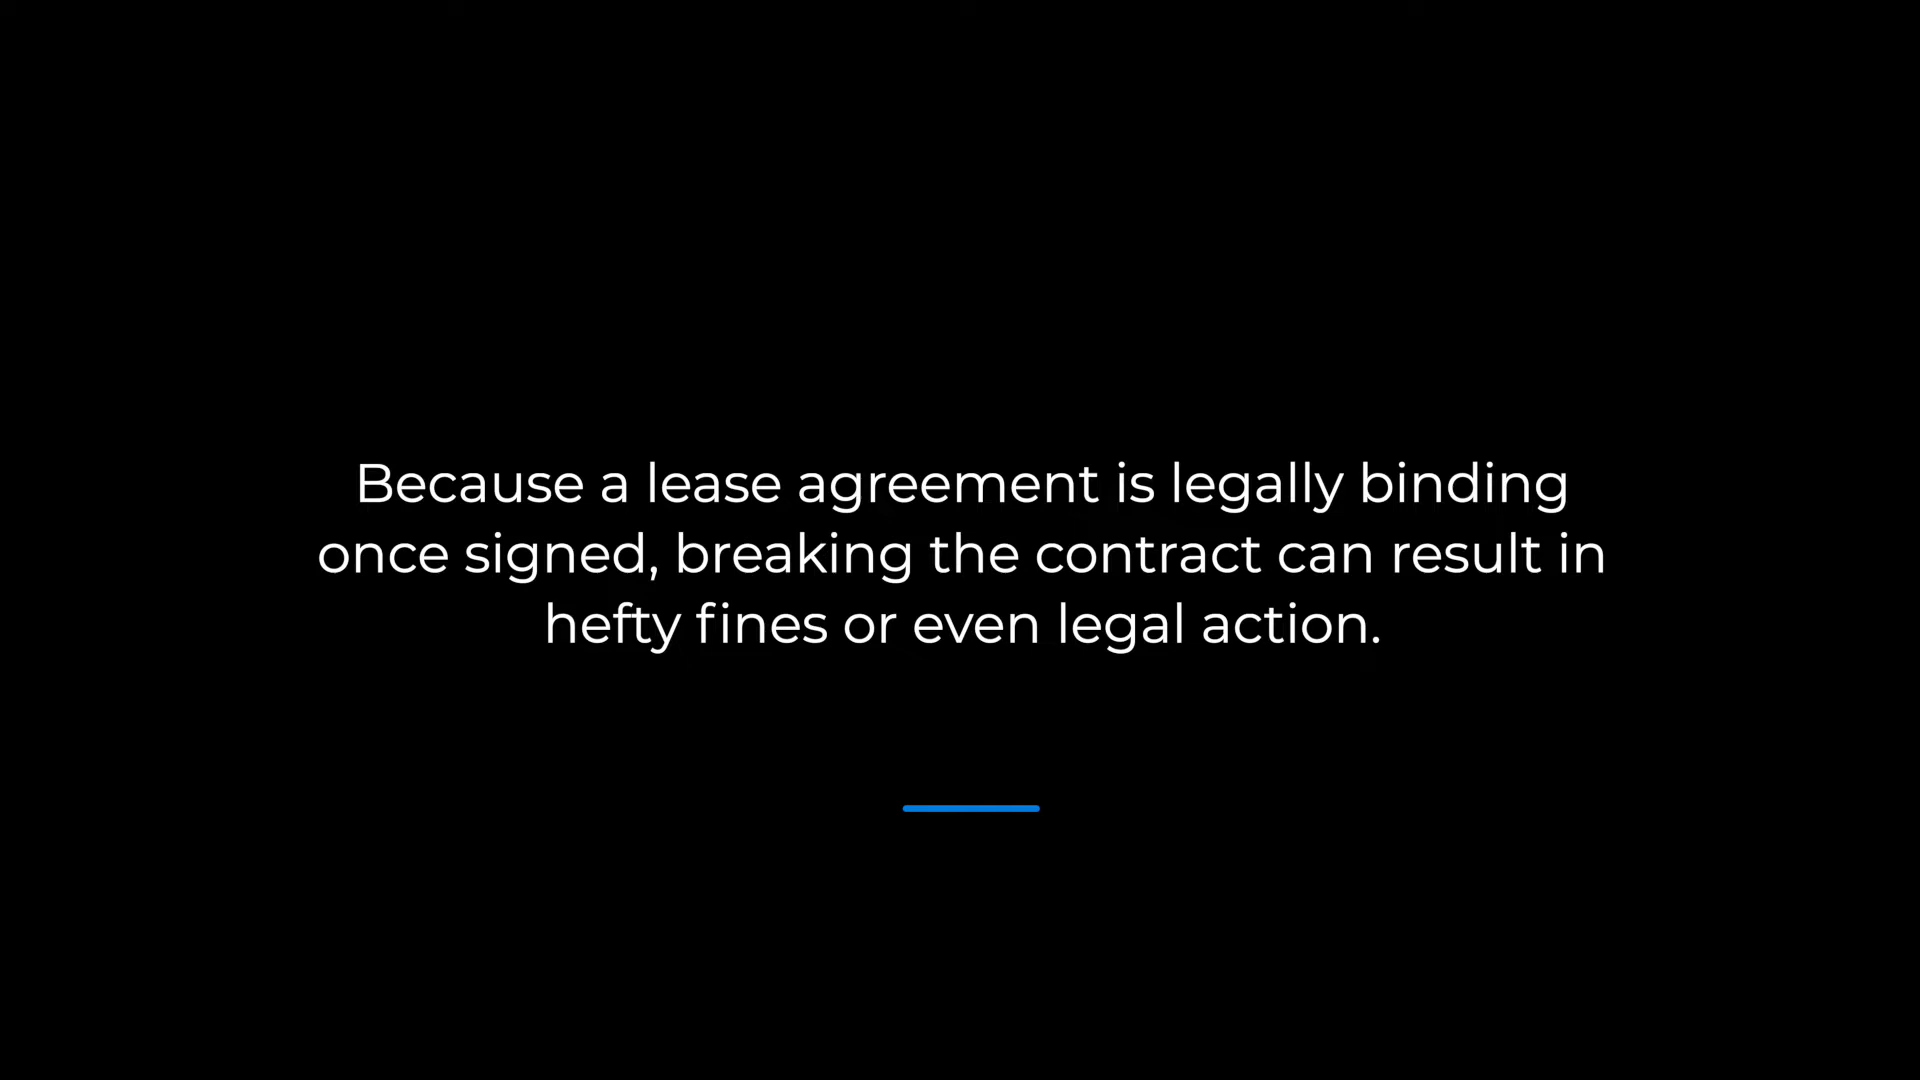 Because a lease agreement is legally binding
once signed, breaking the contract can result in
hefty fines or even legal action.